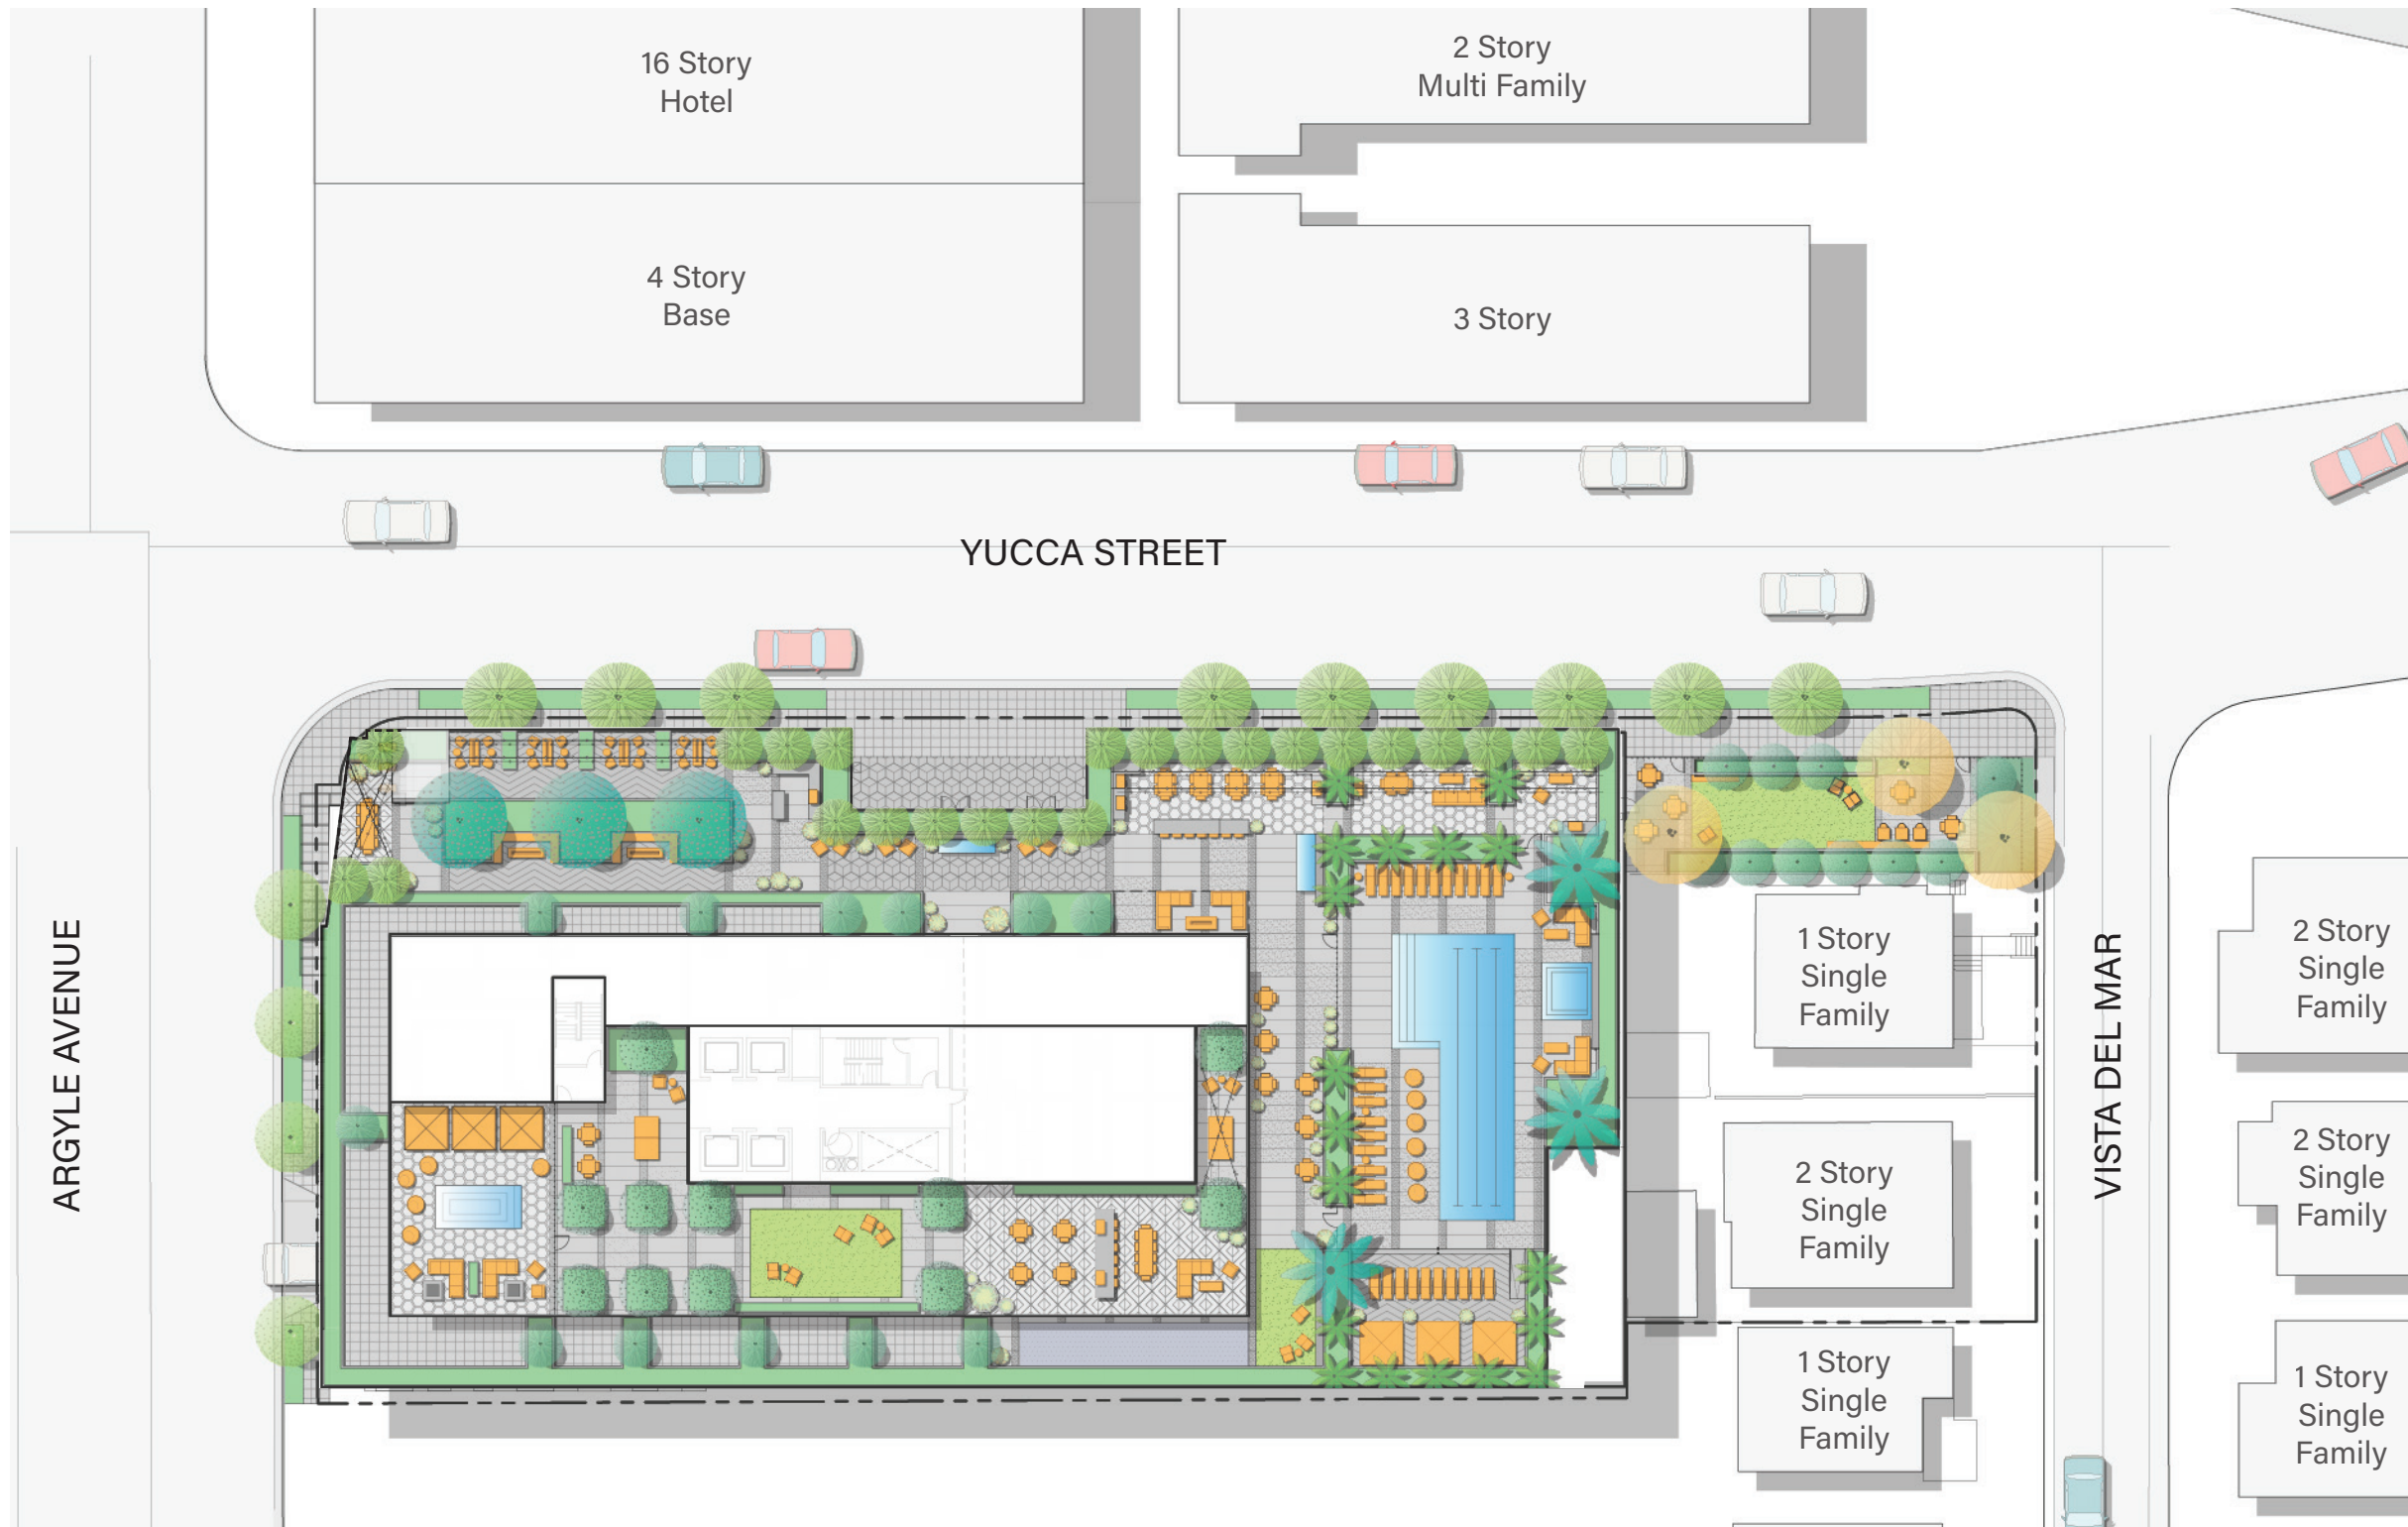 16 Story
Hotel
2 Story
Multi Family
4 Story
Base
3 Story
YUCCA STREET
ARGYLE AVENUE
VISTA DEL MAR
1 Story
Single
Family
2 Story
Single
Family
2 Story
Single
Family
2 Story
Single
Family
1 Story
Single
Family
1 Story
Single
Family